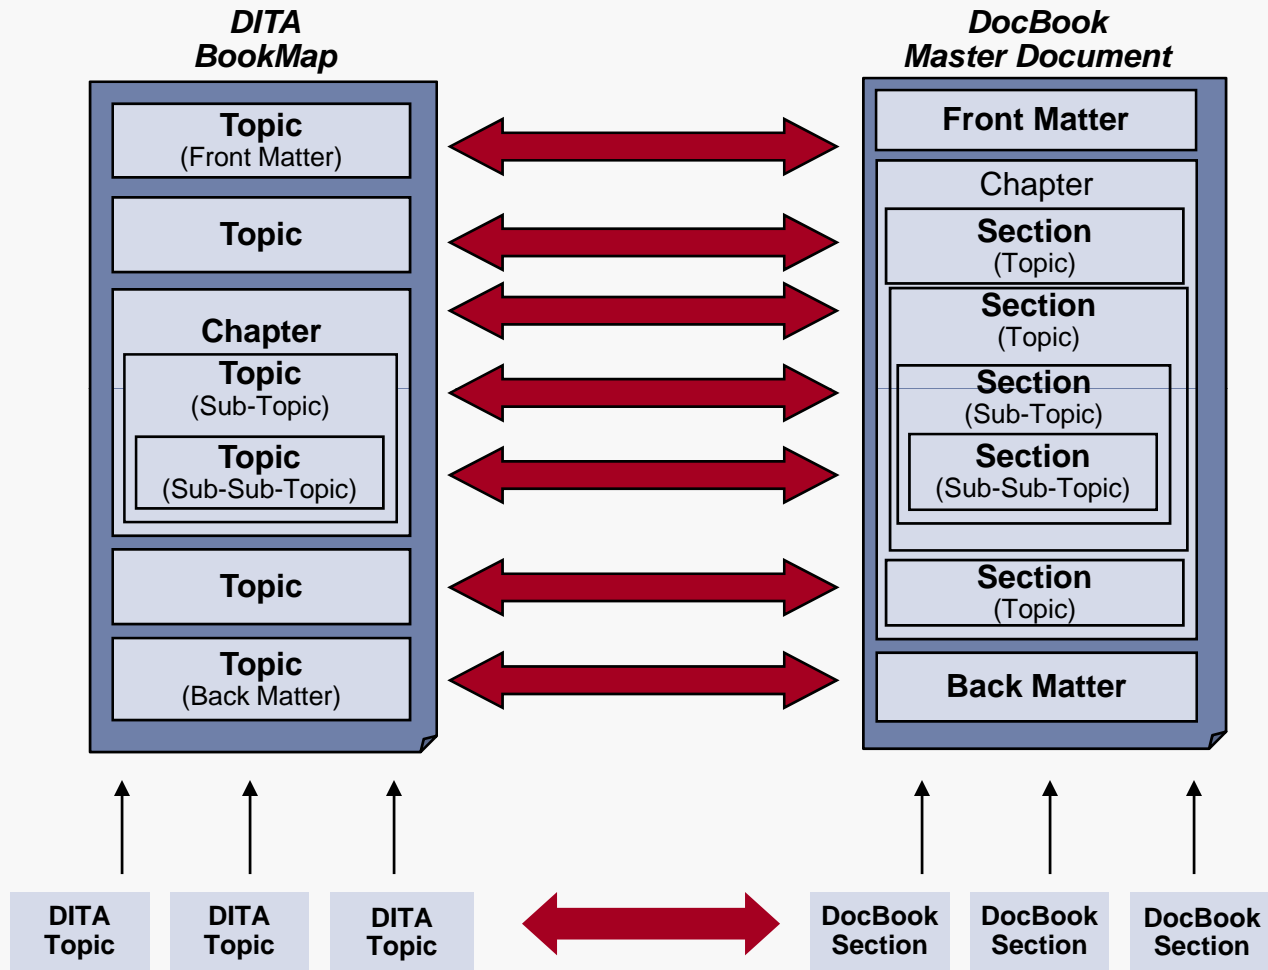 DITA
BookMap
Topic
(Front Matter)
Topic
Chapter
Topic
(Sub-Topic)
Topic
(Sub-Sub-Topic)
Topic
Topic
(Back Matter)
DocBook
Master Document
Front Matter
Chapter
Section
(Topic)
Section
(Topic)
Section
(Sub-Topic)
Section
(Sub-Sub-Topic)
Section
(Topic)
Back Matter
DITA
Topic
DITA
Topic
DITA
Topic
DocBook
Section
DocBook
Section
DocBook
Section